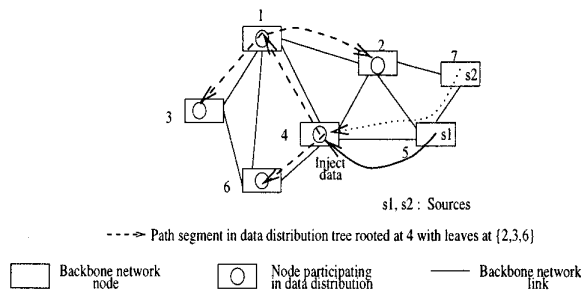 1
2
7
s2
3
4
5
s1
Inject
data
6
s1, s2 : Sources
Path segment in data distribution tree rooted at 4 with leaves at {2,3,6}
Backbone network
node
Node participating
in data distribution
Backbone network
link